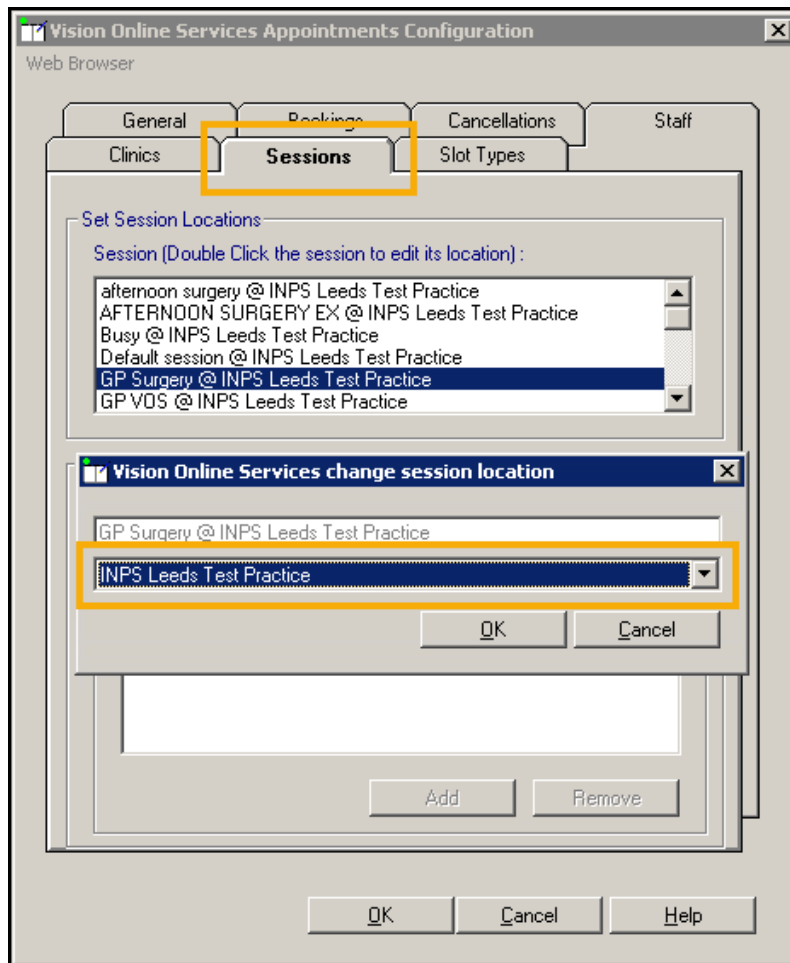 Vision Online Services Appointments Configuration
Web Browser
General Bookings Cancellations Staff
Clinics Sessions Slot Types
Set Session Locations
Session (Double Click the session to edit its location) :
afternoon surgery @ INPS Leeds Test Practice
AFTERNOON SURGERY EX @ INPS Leeds Test Practice
Busy @ INPS Leeds Test Practice
Default session @ INPS Leeds Test Practice
GP Surgery @ INPS Leeds Test Practice
GP VOS @ INPS Leeds Test Practice
Vision Online Services change session location
GP Surgery @ INPS Leeds Test Practice
INPS Leeds Test Practice
OK Cancel
Add Remove
OK Cancel Help